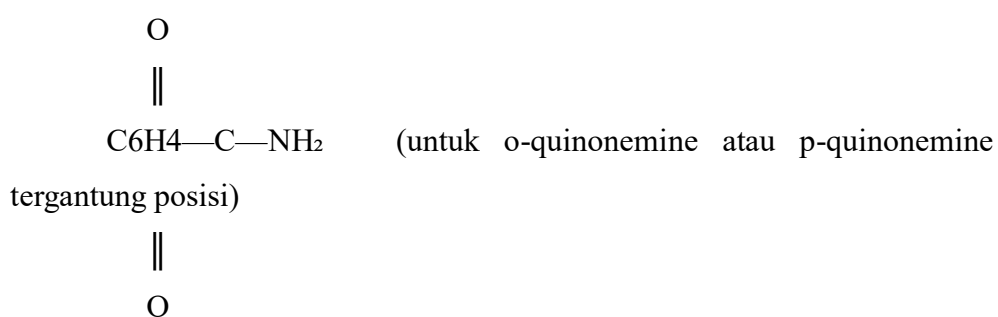 O
‖
C6H4—C—NH₂ (untuk o-quinonemine atau p-quinonemine
tergantung posisi)
‖
O